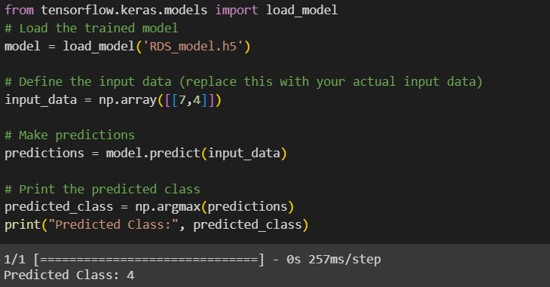 from tensorflow.keras.models import load_model
# Load the trained model
model = load_model('RDS_model.h5')
# Define the input data (replace this with your actual input data)
input_data = np.array([[7,4]])
# Make predictions
predictions = model.predict(input_data)
# Print the predicted class
predicted_class = np.argmax(predictions)
print("Predicted Class:", predicted_class)
1/1 [==============================] - 0s 257ms/step
Predicted Class: 4